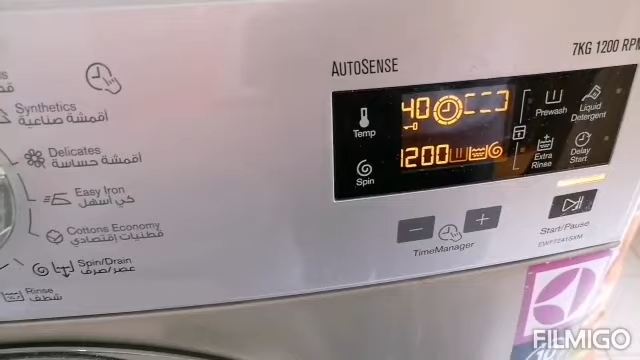 7KG 1200 RPM
AUTOSENSE
Synthetics
أقمشة صناعية
Delicates
أقمشة حساسة
Easy Iron
كي أسهل
Cottons Economy
قطنيات إقتصادي
Spin/Drain
عصر/صرف
Rinse
شطف
Temp
40
Prewash
Liquid
Detergent
Spin
1200
Extra
Rinse
Delay
Start
TimeManager
Start/Pause
FILMIGO